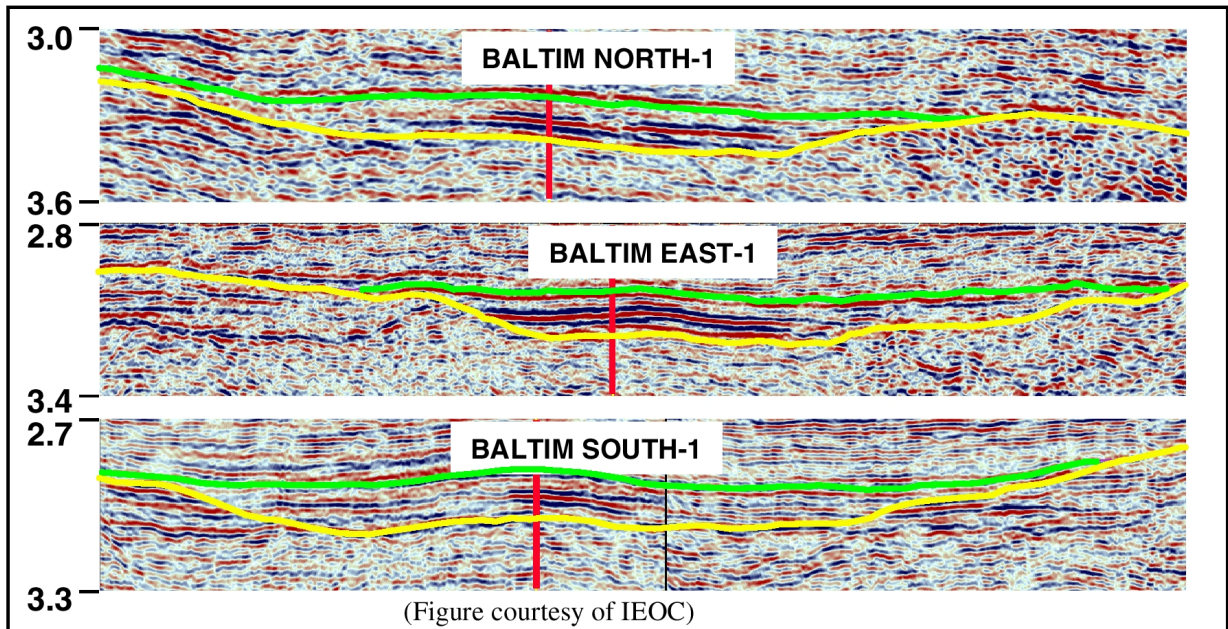 3.0
BALTIM NORTH-1
3.6
2.8
BALTIM EAST-1
3.4
2.7
BALTIM SOUTH-1
3.3
(Figure courtesy of IEOC)